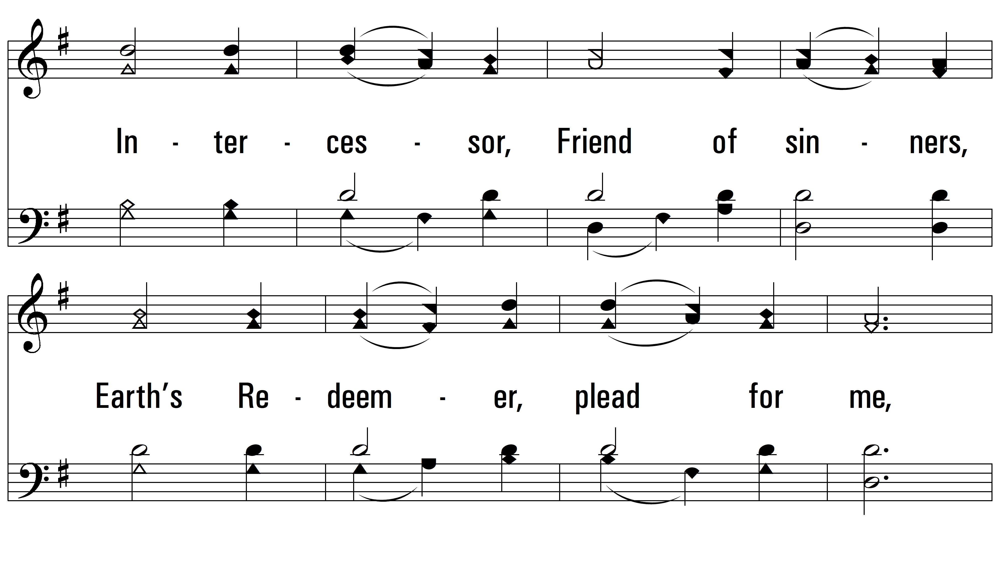 In - ter - ces - sor, Friend of sin - ners,
Earth’s Re - deem - er, plead for me,